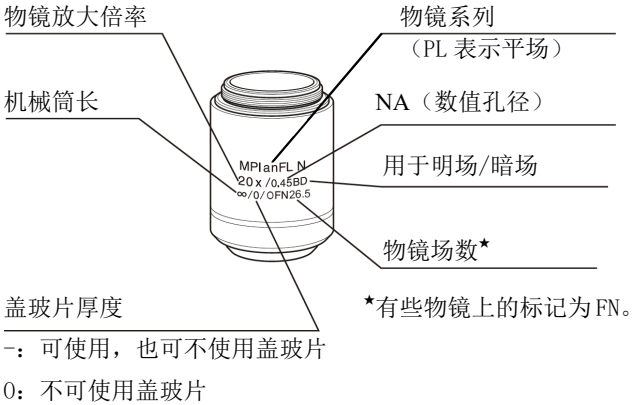 物镜放大倍率
物镜系列
（PL 表示平场）
机械筒长
NA（数值孔径）
MPlanFL N
20x/0.45BD
∞/0/OFN26.5
用于明场/暗场
物镜场数★
盖玻片厚度
★有些物镜上的标记为 FN。
-：可使用，也可不使用盖玻片
0：不可使用盖玻片